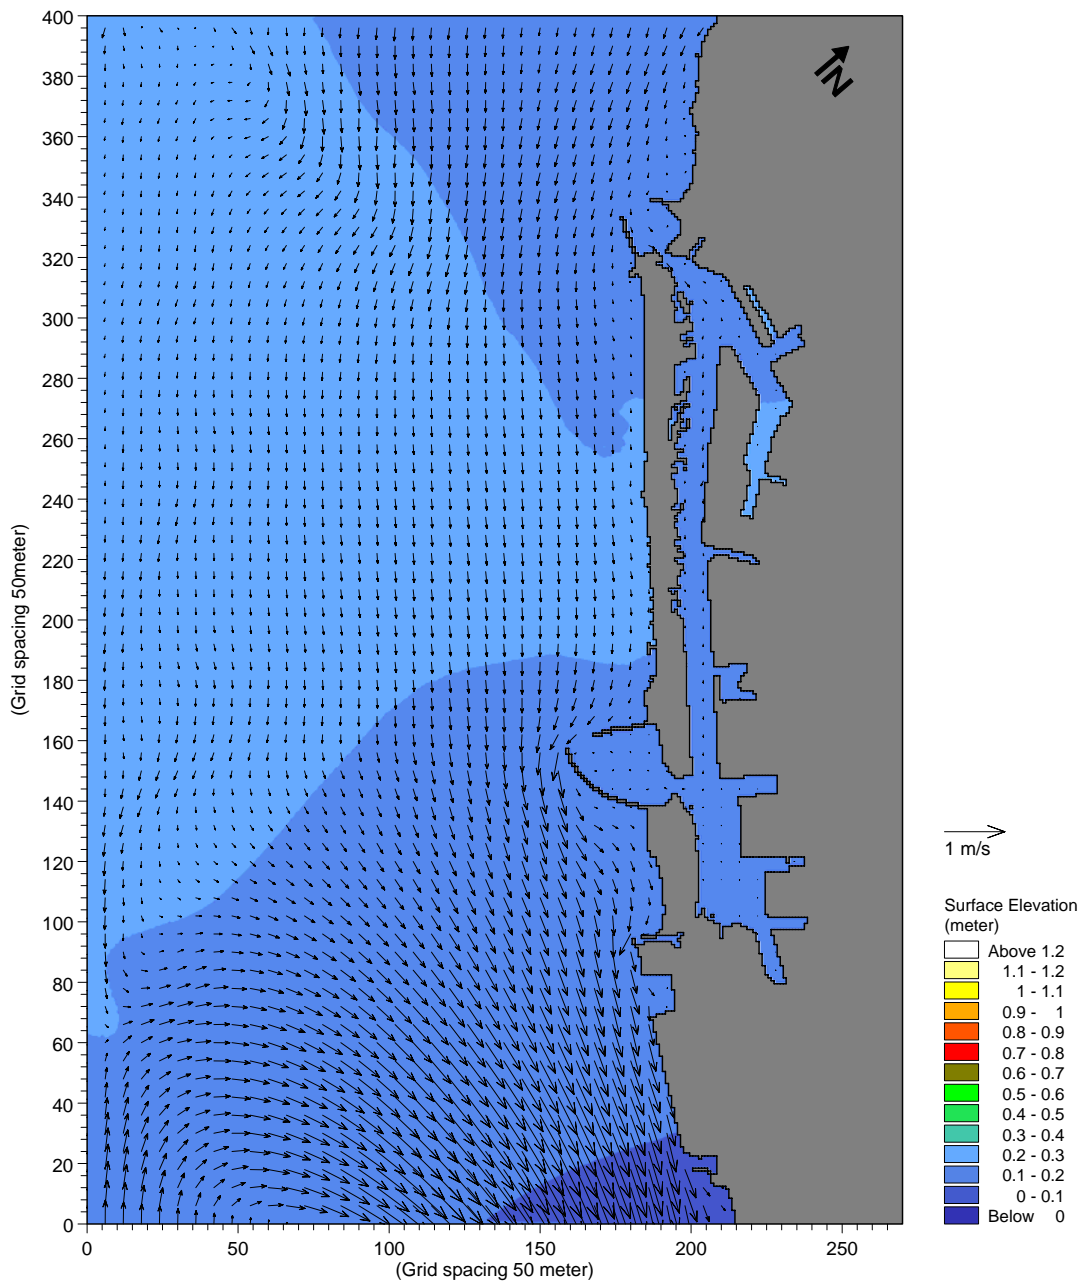 400
380
360
340
320
300
280
260
240
220
200
180
160
140
120
100
80
60
40
20
0
(Grid spacing 50meter)
0 50 100 150 200 250
(Grid spacing 50 meter)
N
1 m/s
Surface Elevation
(meter)
Above 1.2
1.1 - 1.2
1 - 1.1
0.9 - 1
0.8 - 0.9
0.7 - 0.8
0.6 - 0.7
0.5 - 0.6
0.4 - 0.5
0.3 - 0.4
0.2 - 0.3
0.1 - 0.2
0 - 0.1
Below 0